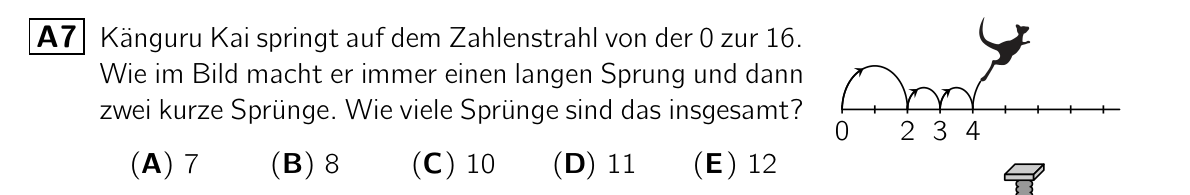 A7 Känguru Kai springt auf dem Zahlenstrahl von der 0 zur 16.
Wie im Bild macht er immer einen langen Sprung und dann
zwei kurze Sprünge. Wie viele Sprünge sind das insgesamt?
0 2 3 4
(A) 7 (B) 8 (C) 10 (D) 11 (E) 12